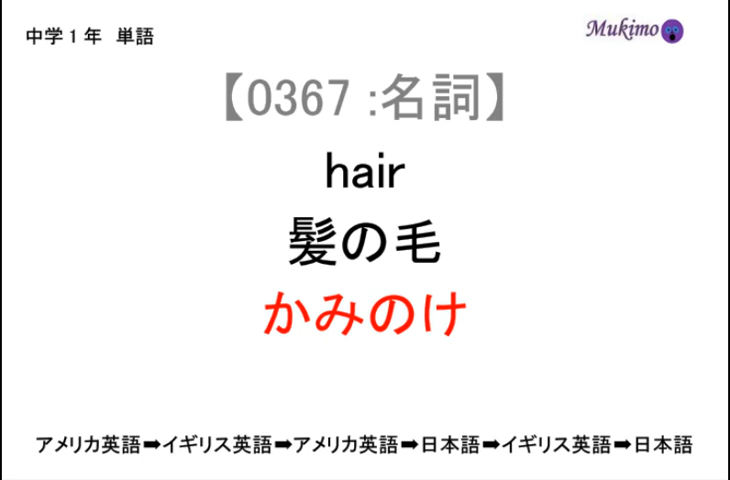 中学１年 単語
Mukimo
【0367 :名詞】
hair
髪の毛
かみのけ
アメリカ英語➡イギリス英語➡アメリカ英語➡日本語➡イギリス英語➡日本語